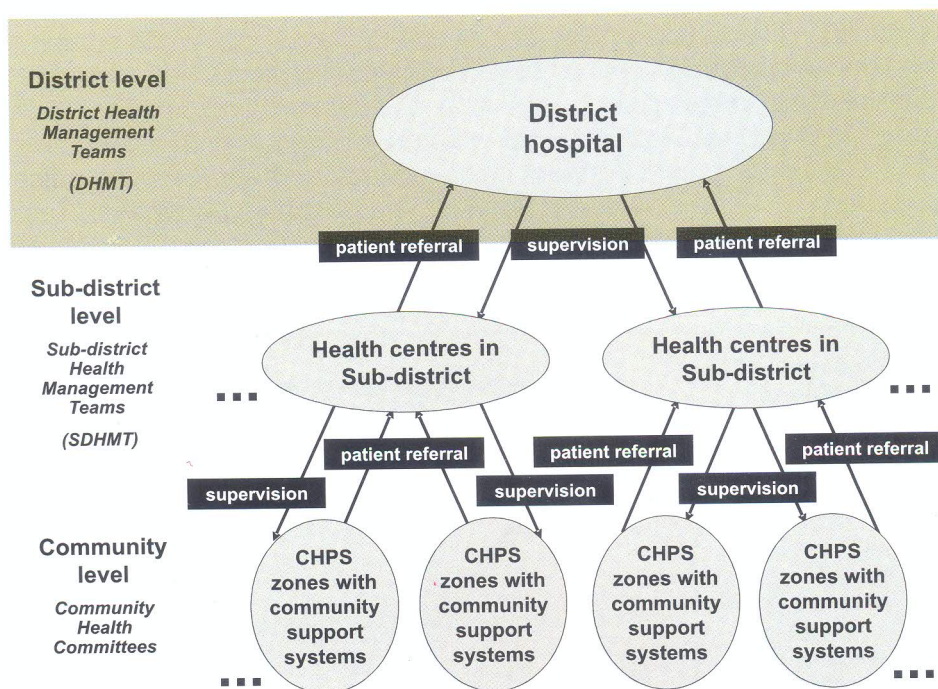 District level
District Health
Management
Teams
(DHMT)
District
hospital
patient referral
supervision
patient referral
Sub-district
level
Sub-district
Health
Management
Teams
(SDHMT)
Health centres in
Sub-district
Health centres in
Sub-district
...
...
supervision
patient referral
supervision
patient referral
supervision
patient referral
Community
level
Community
Health
Committees
CHPS
zones with
community
support
systems
CHPS
zones with
community
support
systems
CHPS
zones with
community
support
systems
CHPS
zones with
community
support
systems
...
...